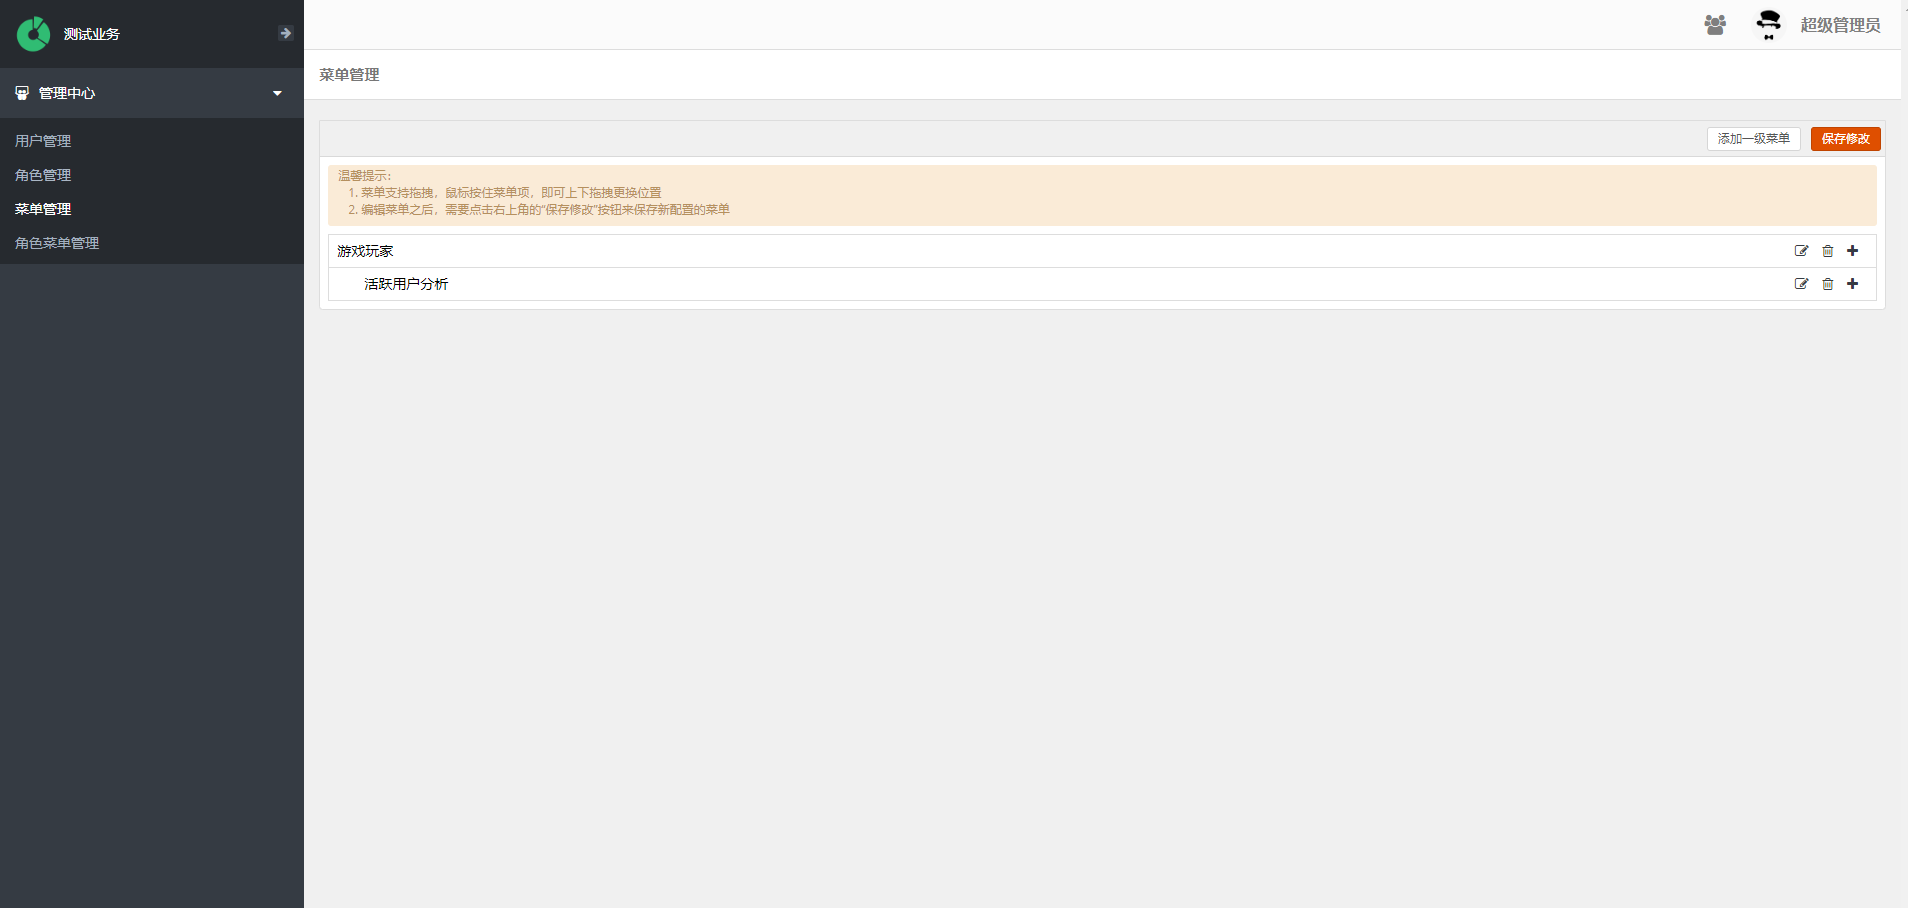 测试业务
超级管理员
管理中心
用户管理
角色管理
菜单管理
角色菜单管理
菜单管理
添加一级菜单
保存修改
温馨提示：
1. 菜单支持拖拽，鼠标按住菜单项，即可上下拖拽更换位置
2. 编辑菜单之后，需要点击右上角的“保存修改”按钮来保存新配置的菜单
游戏玩家
活跃用户分析